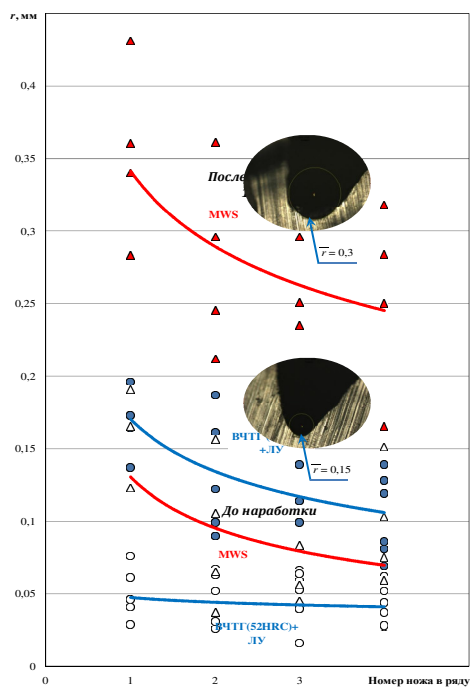 r, мм
0,4
0,35
После
MWS
0,3
r = 0,3
0,25
0,2
0,15
ВЧТГ
+ЛУ
r = 0,15
До наработки
0,1
MWS
0,05
ВЧТГ(52HRC)+
ЛУ
0
0
1
2
3
Номер ножа в ряду